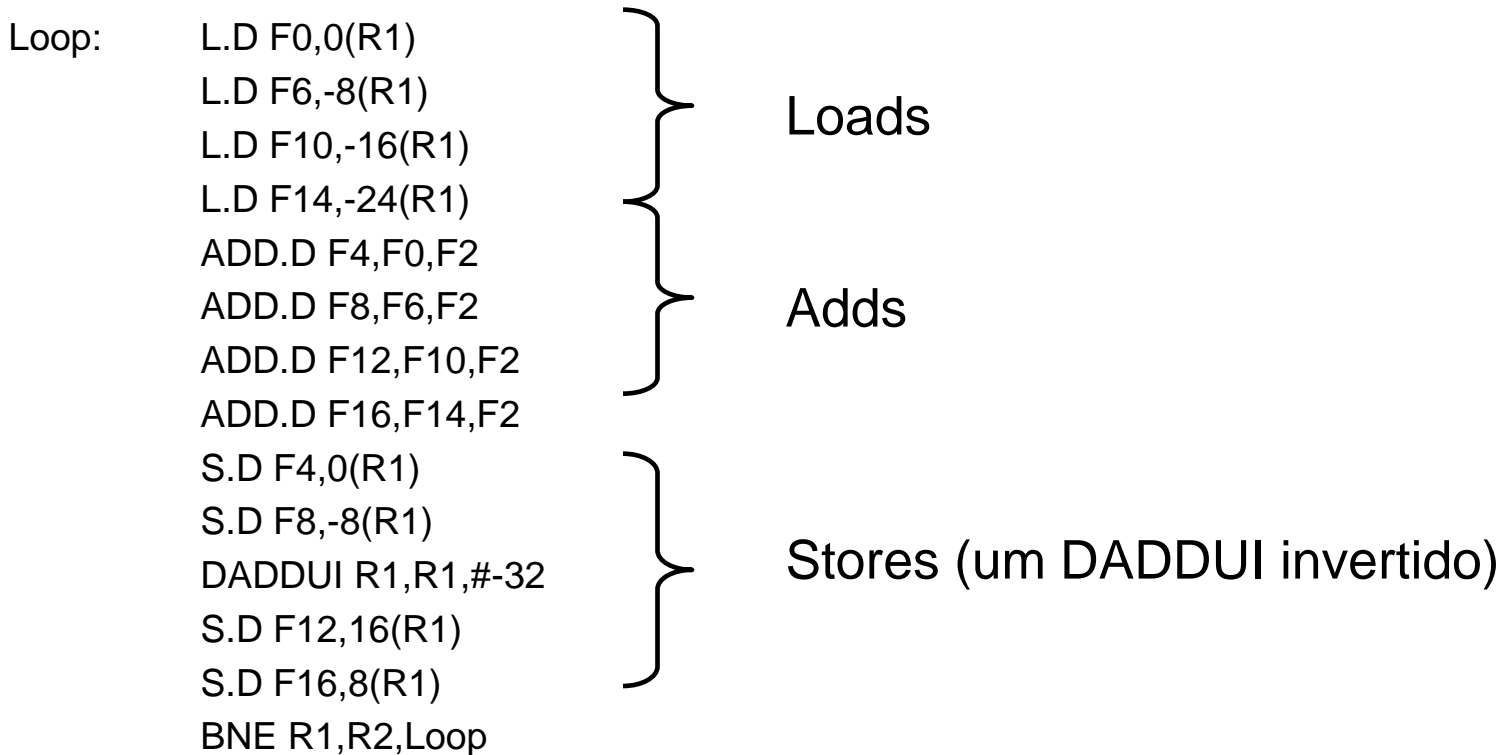 Loop: L.D F0,0(R1)
L.D F6,-8(R1)
L.D F10,-16(R1)
L.D F14,-24(R1)
ADD.D F4,F0,F2
ADD.D F8,F6,F2
ADD.D F12,F10,F2
ADD.D F16,F14,F2
S.D F4,0(R1)
S.D F8,-8(R1)
DADDUI R1,R1,#-32
S.D F12,16(R1)
S.D F16,8(R1)
BNE R1,R2,Loop
Loads
Adds
Stores (um DADDUI invertido)